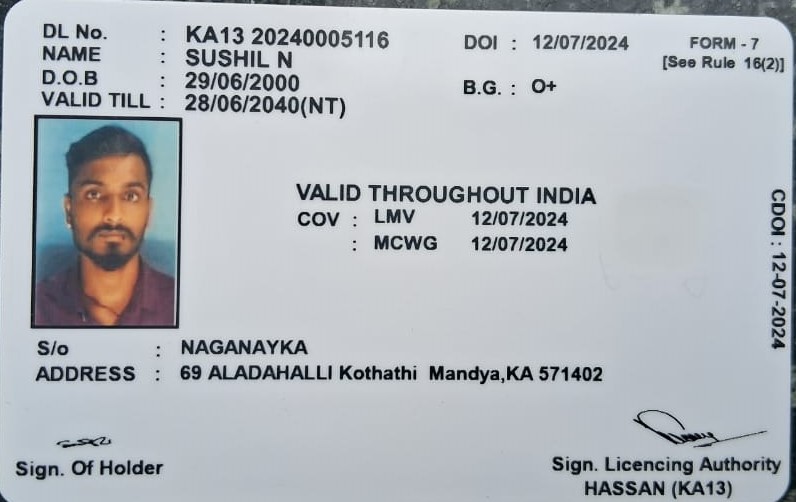 DL No. : KA13 20240005116 DOI : 12/07/2024 FORM - 7
NAME : SUSHIL N [See Rule 16(2)]
D.O.B : 29/06/2000 B.G. : O+
VALID TILL : 28/06/2040(NT)
VALID THROUGHOUT INDIA
COV : LMV 12/07/2024
: MCWG 12/07/2024
CDOI : 12-07-2024
S/o : NAGANAYKA
ADDRESS : 69 ALADAHALLI Kothathi Mandya,KA 571402
Sign. Of Holder
Sign. Licencing Authority
HASSAN (KA13)